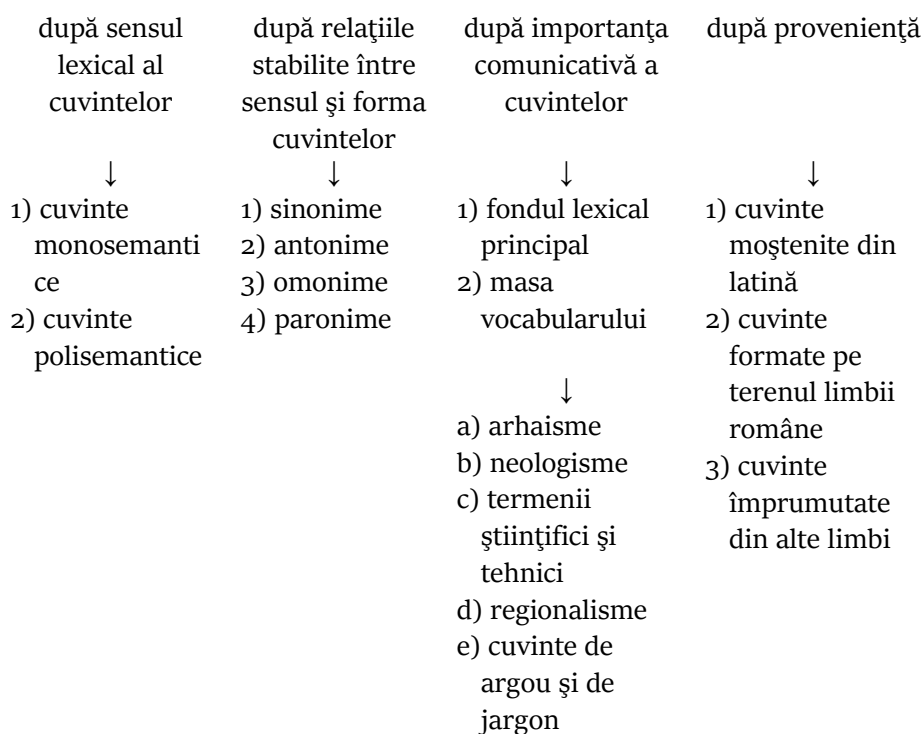 după sensul
lexical al
cuvintelor
↓
1) cuvinte
monosemanti
ce
2) cuvinte
polisemantice
după relaţiile
stabilite între
sensul şi forma
cuvintelor
↓
1) sinonime
2) antonime
3) omonime
4) paronime
după importanţa
comunicativă a
cuvintelor
↓
1) fondul lexical
principal
2) masa
vocabularului
↓
a) arhaisme
b) neologisme
c) termenii
ştiinţifici şi
tehnici
d) regionalisme
e) cuvinte de
argou şi de
jargon
după provenienţă
↓
1) cuvinte
moştenite din
latină
2) cuvinte
formate pe
terenul limbii
române
3) cuvinte
împrumutate
din alte limbi